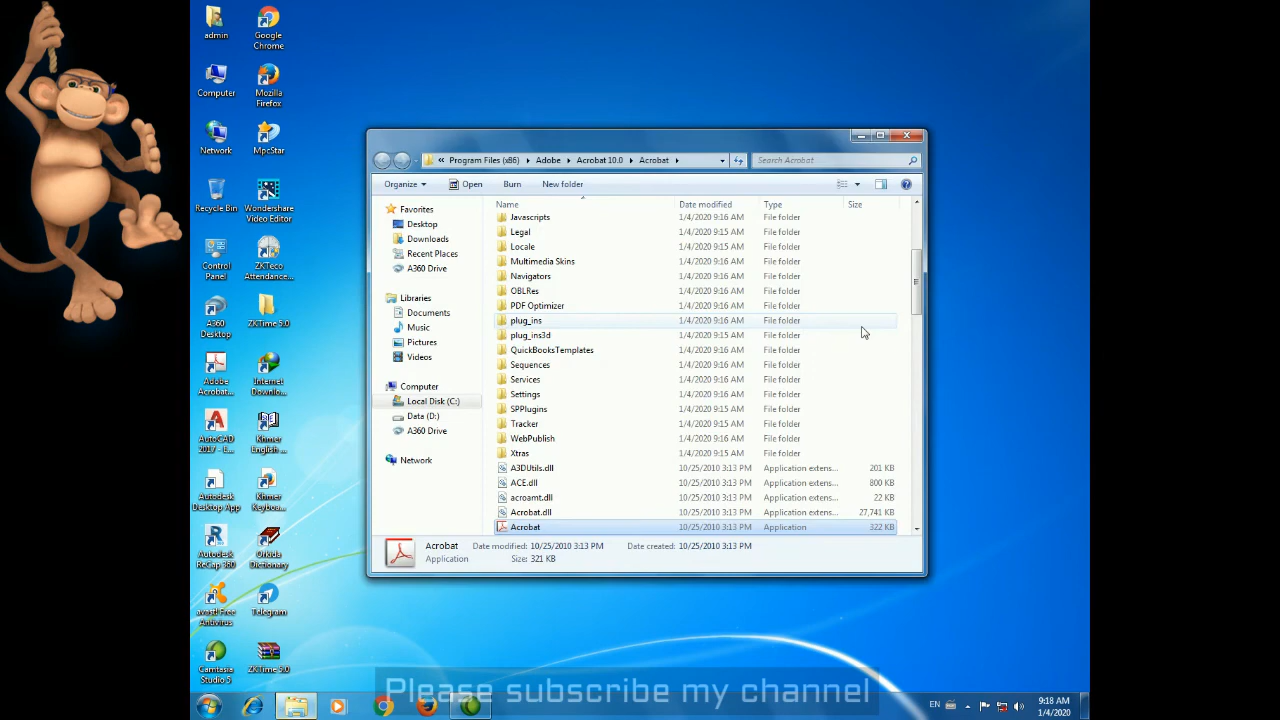 admin
Google
Chrome
Computer
Mozilla
Firefox
Network
MpcStar
Recycle Bin
Wondershare
Video Editor
Control
Panel
ZKTeco
Attendance...
A360
Desktop
ZKTime 5.0
Adobe
Acrobat...
Internet
Downlo...
AutoCAD
2017 - E...
Khmer
English ...
Autodesk
Desktop App
Khmer
Keyboa...
Autodesk
ReCap 360
Orkida
Dictionary
avast! Free
Antivirus
Telegram
Camtasia
Studio 5
ZKTime 5.0
« Program Files (x86) Adobe Acrobat 10.0 Acrobat
Search Acrobat
Organize Open Burn New folder
Favorites
Desktop
Downloads
Recent Places
A360 Drive
Libraries
Documents
Music
Pictures
Videos
Computer
Local Disk (C:)
Data (D:)
A360 Drive
Network
Name Date modified Type Size
Javascripts 1/4/2020 9:16 AM File folder
Legal 1/4/2020 9:16 AM File folder
Locale 1/4/2020 9:16 AM File folder
Multimedia Skins 1/4/2020 9:16 AM File folder
Navigators 1/4/2020 9:16 AM File folder
OBLRes 1/4/2020 9:16 AM File folder
PDF Optimizer 1/4/2020 9:16 AM File folder
plug_ins 1/4/2020 9:16 AM File folder
plug_ins3d 1/4/2020 9:15 AM File folder
QuickBooksTemplates 1/4/2020 9:16 AM File folder
Sequences 1/4/2020 9:16 AM File folder
Services 1/4/2020 9:16 AM File folder
Settings 1/4/2020 9:16 AM File folder
SPPlugins 1/4/2020 9:15 AM File folder
Tracker 1/4/2020 9:16 AM File folder
WebPublish 1/4/2020 9:16 AM File folder
Xtras 1/4/2020 9:15 AM File folder
A3DUtils.dll 10/25/2010 3:13 PM Application extens... 201 KB
ACE.dll 10/25/2010 3:13 PM Application extens... 800 KB
acroamt.dll 10/25/2010 3:13 PM Application extens... 22 KB
Acrobat.dll 10/25/2010 3:13 PM Application extens... 27,741 KB
Acrobat 10/25/2010 3:13 PM Application 322 KB
Acrobat Date modified: 10/25/2010 3:13 PM Date created: 10/25/2010 3:13 PM
Application Size: 321 KB
Please subscribe my channel
EN
9:18 AM
1/4/2020